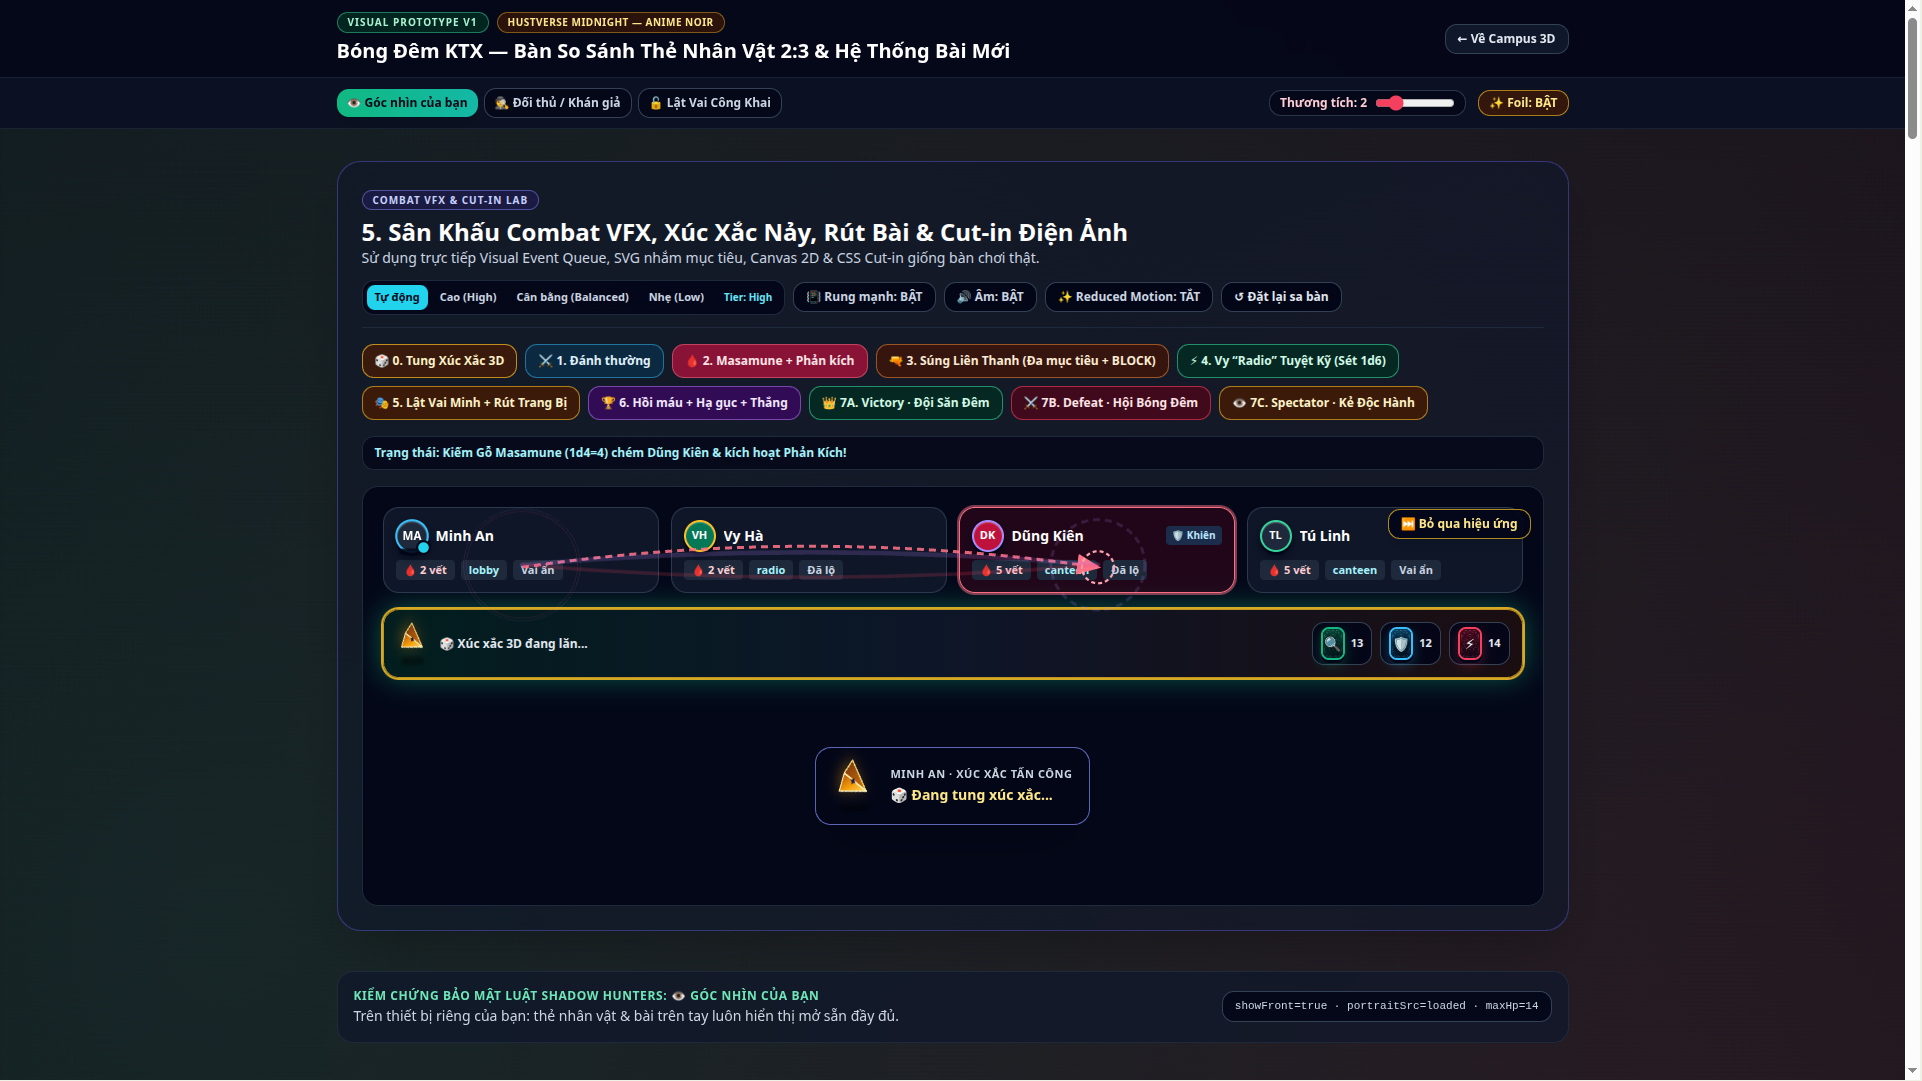 VISUAL PROTOTYPE V1
HUSTVERSE MIDNIGHT — ANIME NOIR
Bóng Đêm KTX — Bàn So Sánh Thẻ Nhân Vật 2:3 & Hệ Thống Bài Mới
← Về Campus 3D
Góc nhìn của bạn
Đối thủ / Khán giả
Lật Vai Công Khai
Thương tích: 2
Foil: BẬT
COMBAT VFX & CUT-IN LAB
5. Sân Khấu Combat VFX, Xúc Xắc Nảy, Rút Bài & Cut-in Điện Ảnh
Sử dụng trực tiếp Visual Event Queue, SVG nhắm mục tiêu, Canvas 2D & CSS Cut-in giống bàn chơi thật.
Tự động
Cao (High)
Cân bằng (Balanced)
Nhẹ (Low)
Tier: High
Rung mạnh: BẬT
Âm: BẬT
Reduced Motion: TẮT
↺ Đặt lại sa bàn
0. Tung Xúc Xắc 3D
1. Đánh thường
2. Masamune + Phản kích
3. Súng Liên Thanh (Đa mục tiêu + BLOCK)
4. Vy “Radio” Tuyệt Kỹ (Sét 1d6)
5. Lật Vai Minh + Rút Trang Bị
6. Hồi máu + Hạ gục + Thắng
7A. Victory · Đội Săn Đêm
7B. Defeat · Hội Bóng Đêm
7C. Spectator · Kẻ Độc Hành
Trạng thái: Kiếm Gỗ Masamune (1d4=4) chém Dũng Kiên & kích hoạt Phản Kích!
MA
Minh An
2 vết
lobby
Vai ẩn
VH
Vy Hà
2 vết
radio
Đã lộ
DK
Dũng Kiên
Khiên
5 vết
canteen
Đã lộ
TL
Tú Linh
Bỏ qua hiệu ứng
5 vết
canteen
Vai ẩn
Xúc xắc 3D đang lăn...
13
12
14
MINH AN · XÚC XẮC TẤN CÔNG
Đang tung xúc xắc...
KIỂM CHỨNG BẢO MẬT LUẬT SHADOW HUNTERS: GÓC NHÌN CỦA BẠN
Trên thiết bị riêng của bạn: thẻ nhân vật & bài trên tay luôn hiển thị mở sẵn đầy đủ.
showFront=true · portraitSrc=loaded · maxHp=14